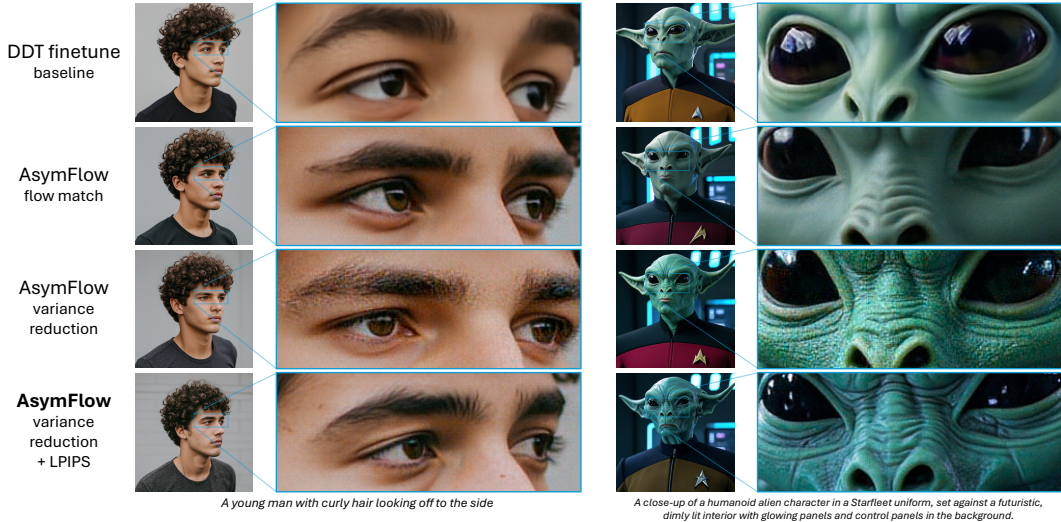 DDT finetune
baseline
AsymFlow
flow match
AsymFlow
variance
reduction
AsymFlow
variance
reduction
+ LPIPS
A young man with curly hair looking off to the side
A close-up of a humanoid alien character in a Starfleet uniform, set against a futuristic,
dimly lit interior with glowing panels and control panels in the background.